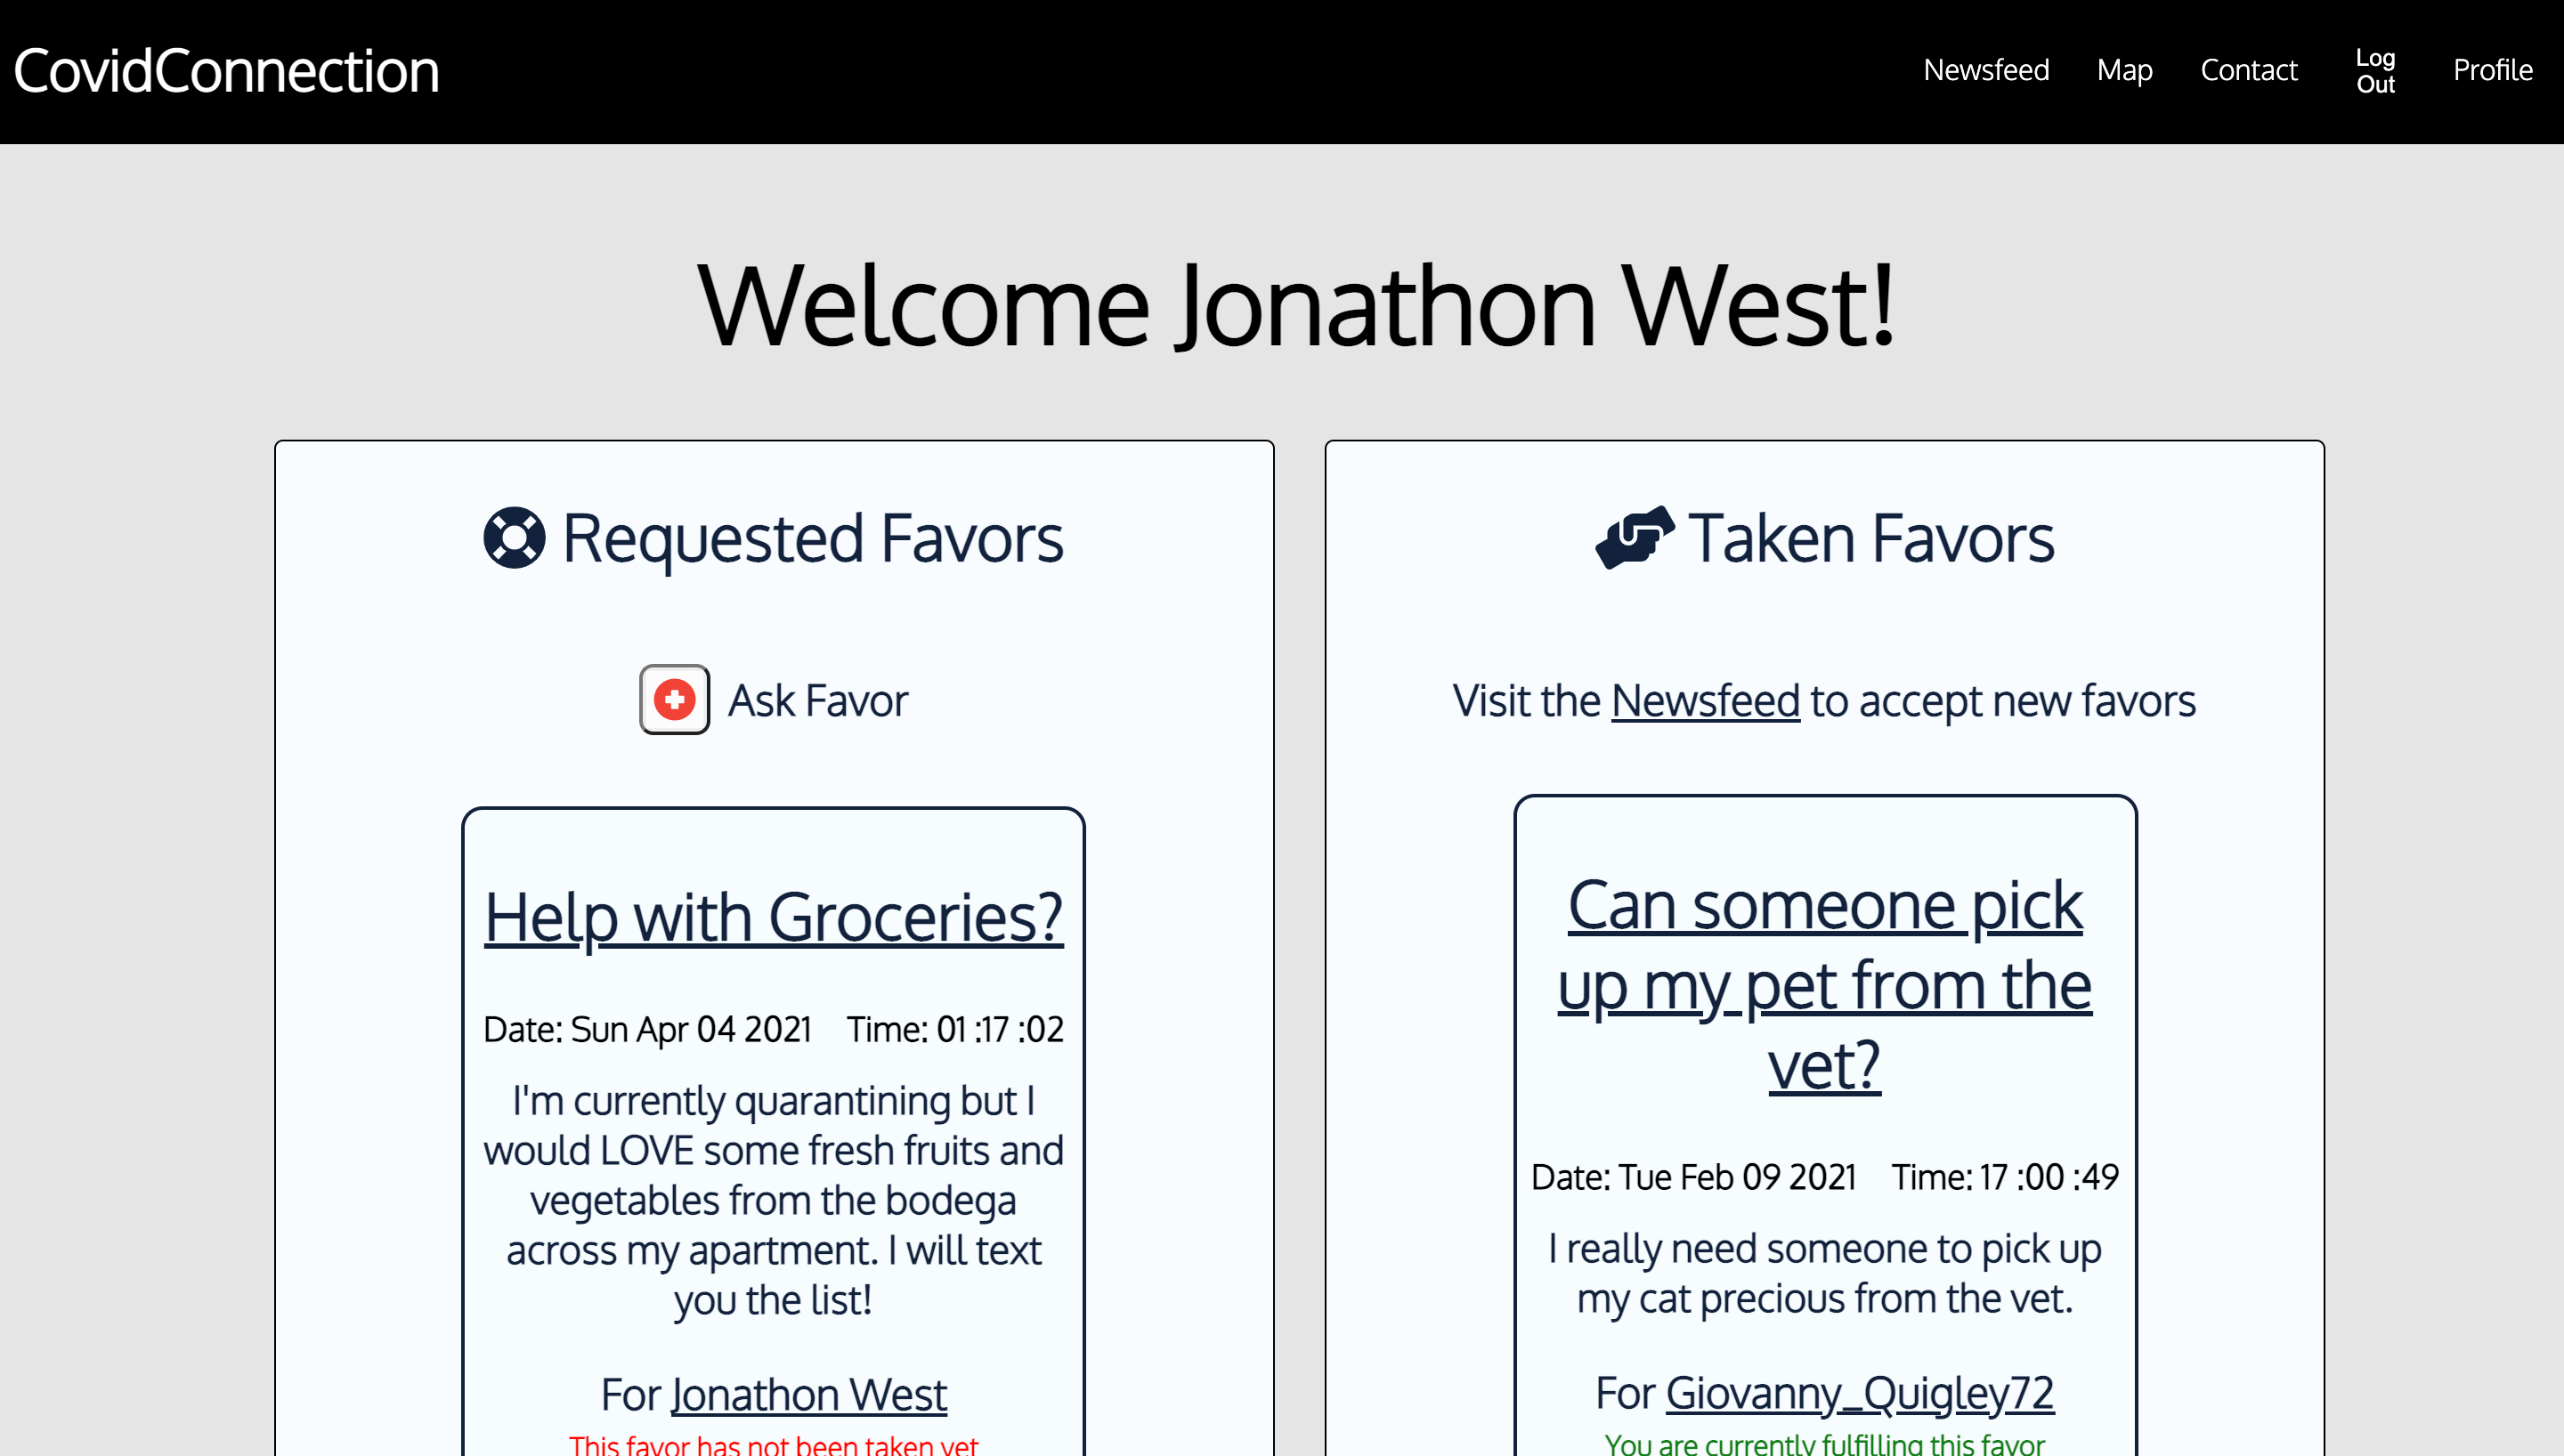 CovidConnection
Newsfeed
Map
Contact
Log
Out
Profile
Welcome Jonathon West!
Requested Favors
Ask Favor
Help with Groceries?
Date: Sun Apr 04 2021 Time: 01 :17 :02
I'm currently quarantining but I
would LOVE some fresh fruits and
vegetables from the bodega
across my apartment. I will text
you the list!
For Jonathon West
This favor has not been taken yet
Taken Favors
Visit the Newsfeed to accept new favors
Can someone pick
up my pet from the
vet?
Date: Tue Feb 09 2021 Time: 17 :00 :49
I really need someone to pick up
my cat precious from the vet.
For Giovanny_Quigley72
You are currently fulfilling this favor